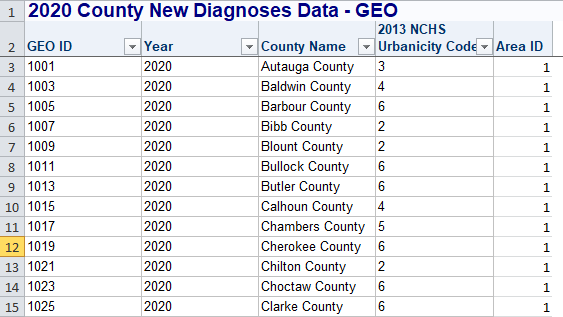 1 2020 County New Diagnoses Data - GEO
2013 NCHS
2 GEO ID Year County Name Urbanicity Code Area ID
3 1001 2020 Autauga County 3 1
4 1003 2020 Baldwin County 4 1
5 1005 2020 Barbour County 6 1
6 1007 2020 Bibb County 2 1
7 1009 2020 Blount County 2 1
8 1011 2020 Bullock County 6 1
9 1013 2020 Butler County 6 1
10 1015 2020 Calhoun County 4 1
11 1017 2020 Chambers County 5 1
12 1019 2020 Cherokee County 6 1
13 1021 2020 Chilton County 2 1
14 1023 2020 Choctaw County 6 1
15 1025 2020 Clarke County 6 1